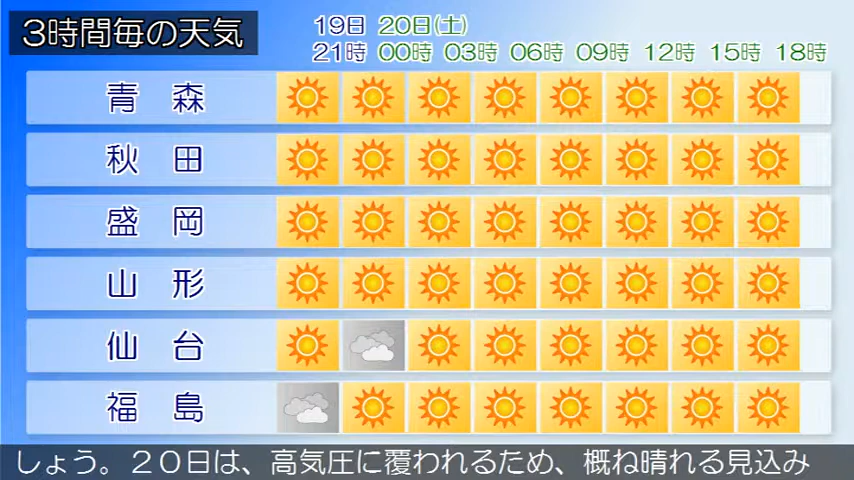 3時間毎の天気
19日 20日(土)
21時 00時 03時 06時 09時 12時 15時 18時
青 森
秋 田
盛 岡
山 形
仙 台
福 島
しょう。20日は、高気圧に覆われるため、概ね晴れる見込み